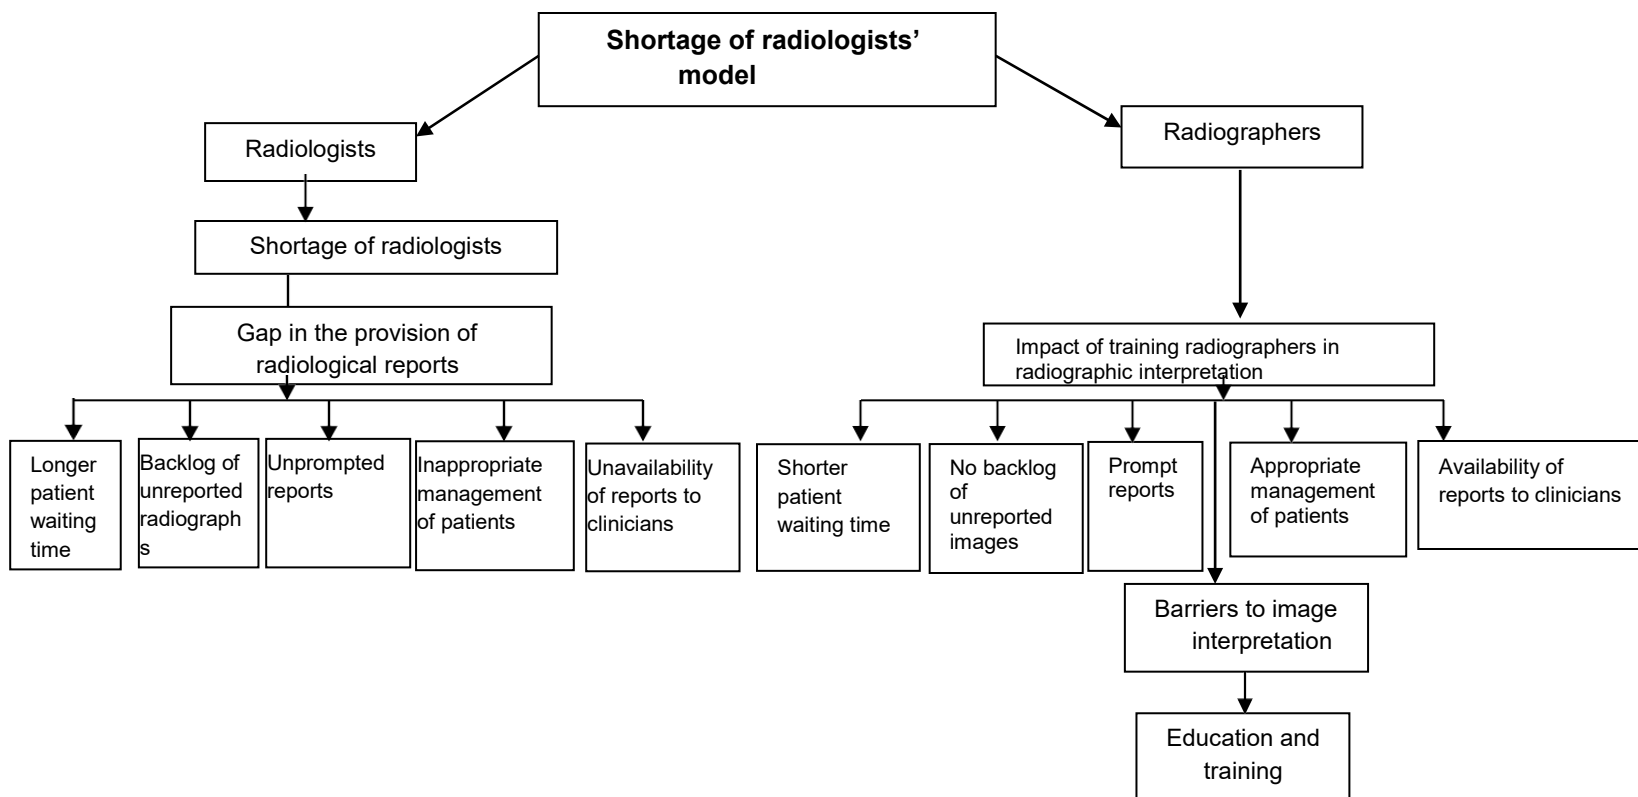 Shortage of radiologists’
model
Radiologists
Radiographers
Shortage of radiologists
Gap in the provision of
radiological reports
Impact of training radiographers in
radiographic interpretation
Longer
patient
waiting
time
Backlog of
unreported
radiograph
s
Unprompted
reports
Inappropriate
management
of patients
Unavailability
of reports to
clinicians
Shorter
patient
waiting time
No backlog
of
unreported
images
Prompt
reports
Appropriate
management
of patients
Availability of
reports to clinicians
Barriers to image
interpretation
Education and
training